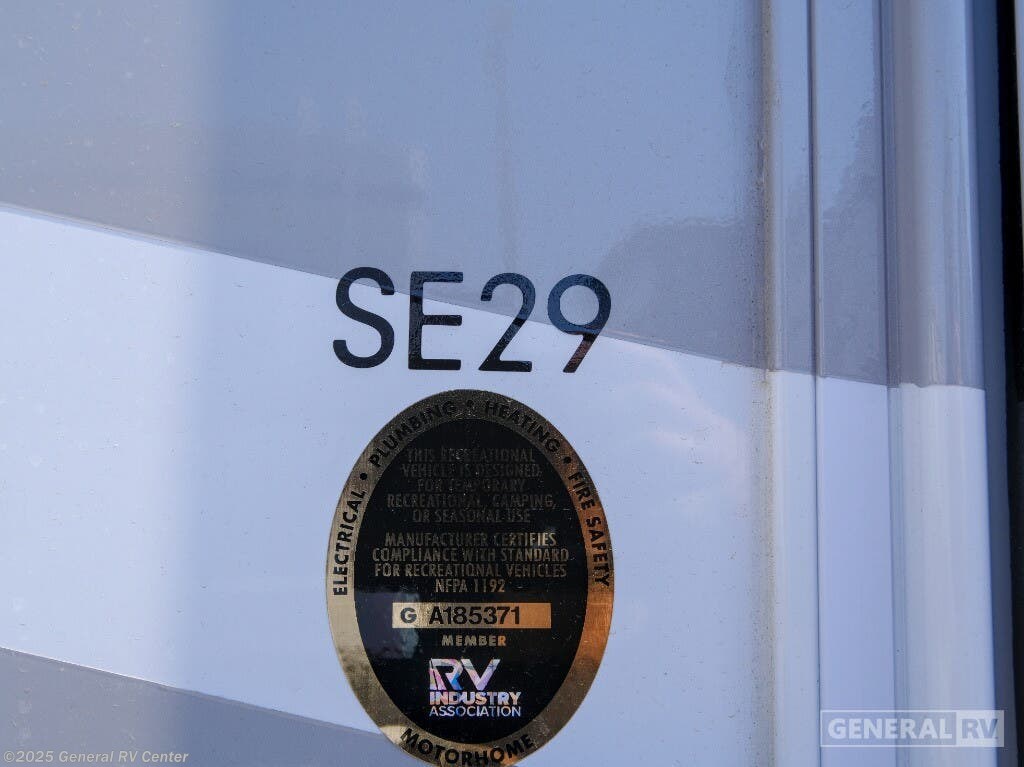 SE29
ELECTRICAL • PLUMBING • HEATING • FIRE SAFETY
THIS RECREATIONAL
VEHICLE IS DESIGNED
FOR TEMPORARY
RECREATIONAL, CAMPING,
OR SEASONAL USE
MANUFACTURER CERTIFIES
COMPLIANCE WITH STANDARD
FOR RECREATIONAL VEHICLES
NFPA 1192
G A185371
MEMBER
RV
INDUSTRY
ASSOCIATION
MOTORHOME
GENERAL RV
©2025 General RV Center